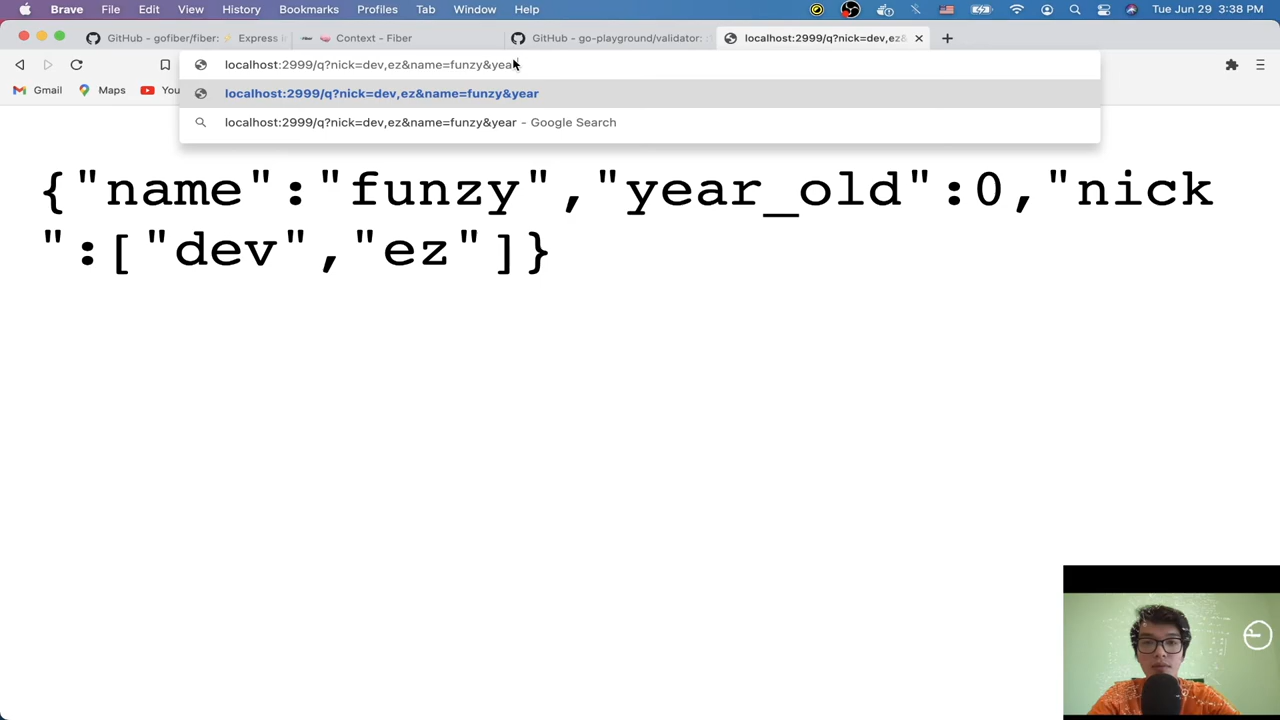 Brave File Edit View History Bookmarks Profiles Tab Window Help Tue Jun 29 3:38 PM
GitHub - gofiber/fiber: ⚡ Express Context - Fiber GitHub - go-playground/validator: localhost:2999/q?nick=dev,ez&
localhost:2999/q?nick=dev,ez&name=funzy&year
Gmail Maps You
localhost:2999/q?nick=dev,ez&name=funzy&year
localhost:2999/q?nick=dev,ez&name=funzy&year - Google Search
{"name":"funzy","year_old":0,"nick
":["dev","ez"]}